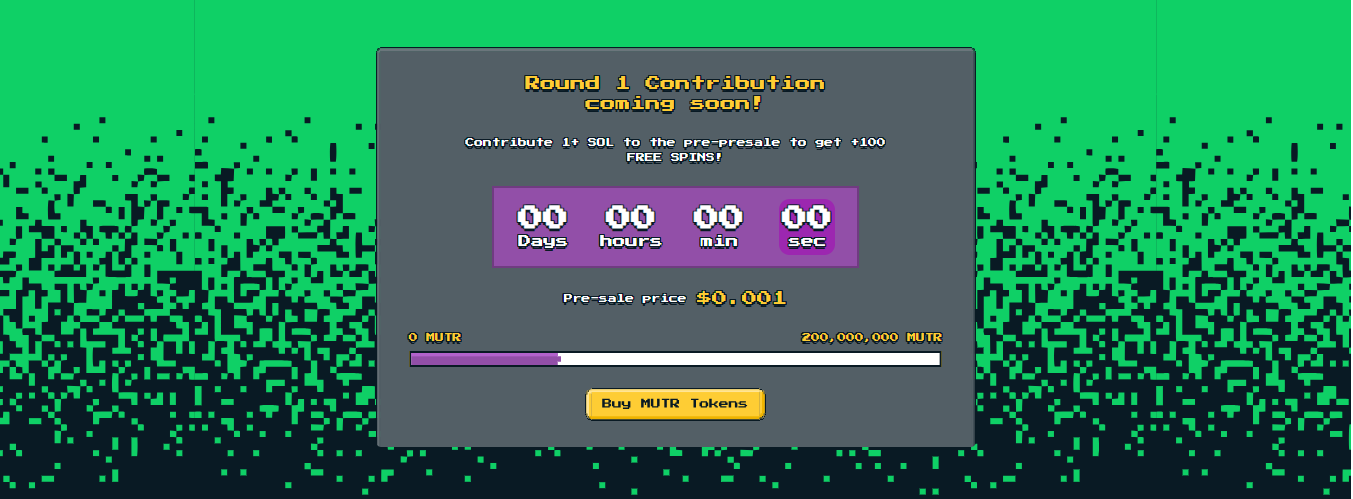 Round 1 Contribution
coming soon!
Contribute 1+ SOL to the pre-presale to get +100
FREE SPINS!
00 00 00 00
Days hours min sec
Pre-sale price $0.001
0 MUTR 200,000,000 MUTR
Buy MUTR Tokens